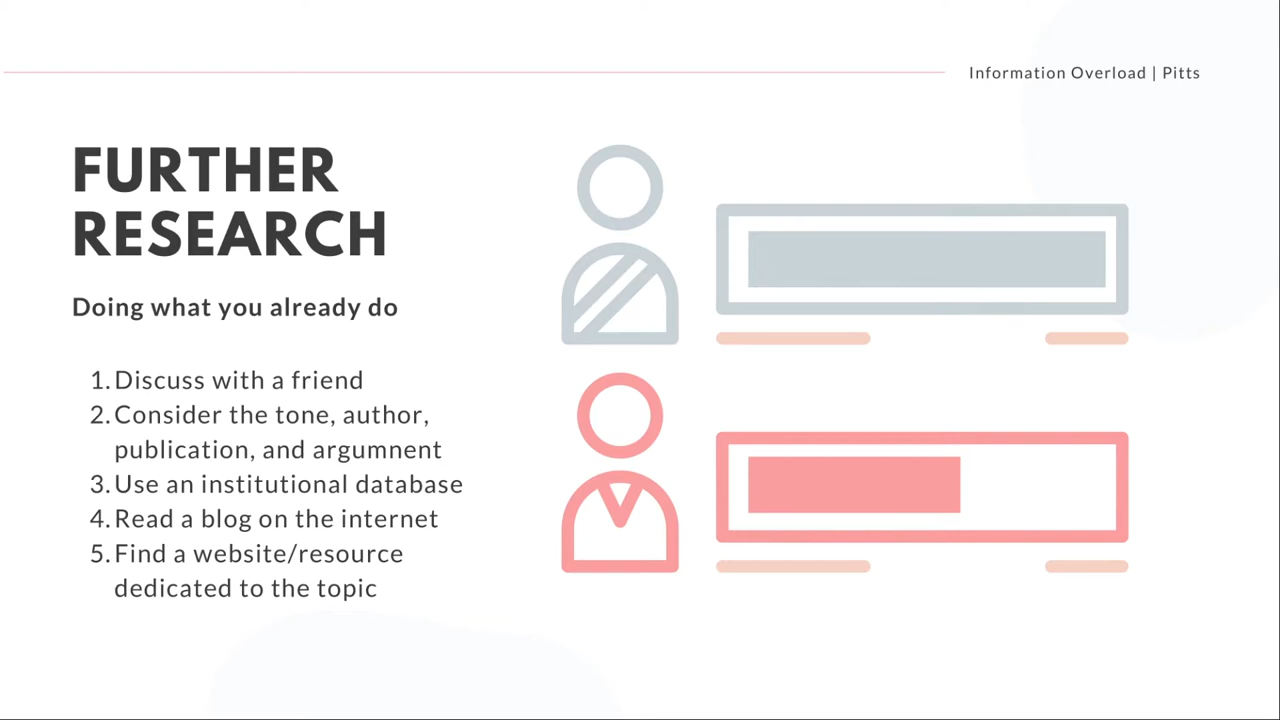 Information Overload | Pitts
FURTHER
RESEARCH
Doing what you already do
1. Discuss with a friend
2. Consider the tone, author,
publication, and argumnent
3. Use an institutional database
4. Read a blog on the internet
5. Find a website/resource
dedicated to the topic